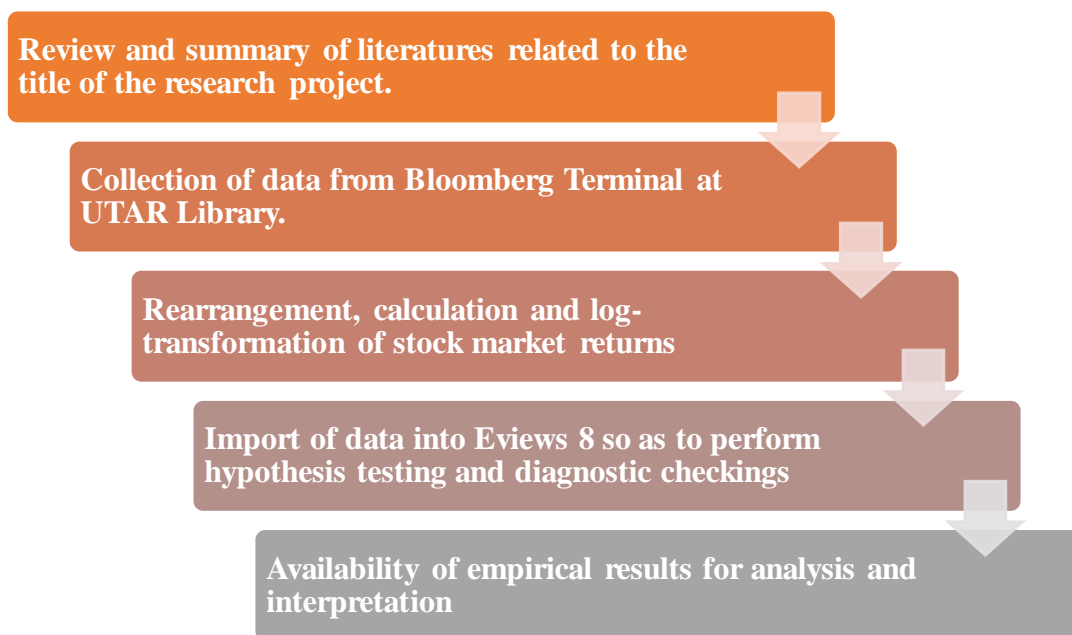 Review and summary of literatures related to the
title of the research project.
Collection of data from Bloomberg Terminal at
UTAR Library.
Rearrangement, calculation and log-
transformation of stock market returns
Import of data into Eviews 8 so as to perform
hypothesis testing and diagnostic checkings
Availability of empirical results for analysis and
interpretation